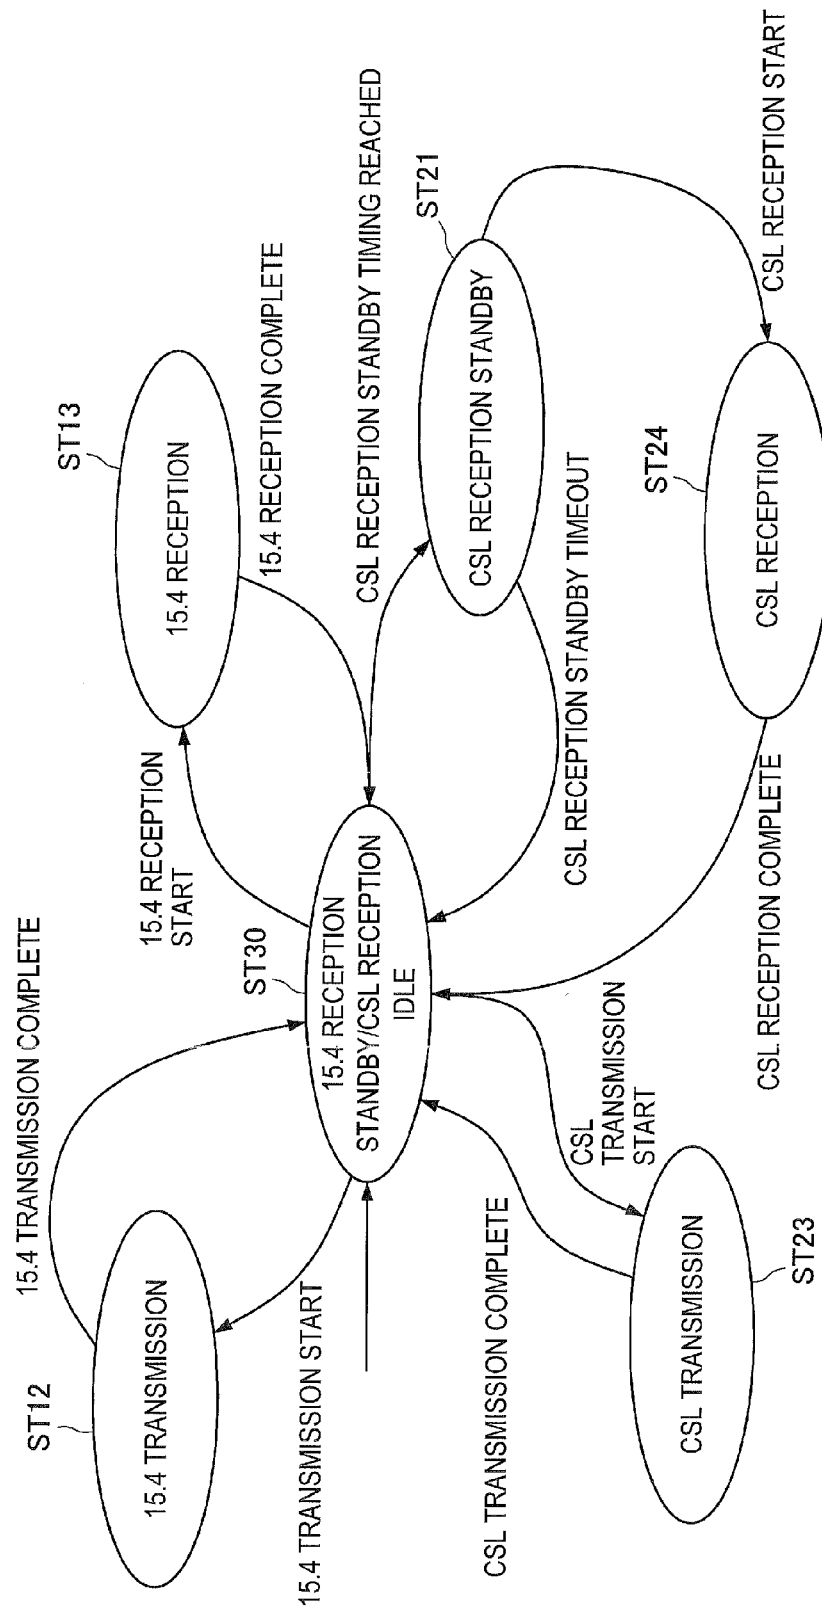 ST12
15.4 TRANSMISSION
15.4 TRANSMISSION COMPLETE
15.4 TRANSMISSION START
ST30
15.4 RECEPTION
STANDBY/CSL RECEPTION
IDLE
15.4 RECEPTION
START
ST13
15.4 RECEPTION
15.4 RECEPTION COMPLETE
CSL RECEPTION STANDBY TIMING REACHED
ST21
CSL RECEPTION STANDBY
CSL RECEPTION STANDBY TIMEOUT
CSL TRANSMISSION COMPLETE
CSL
TRANSMISSION
START
CSL TRANSMISSION
ST23
CSL RECEPTION COMPLETE
ST24
CSL RECEPTION
CSL RECEPTION START